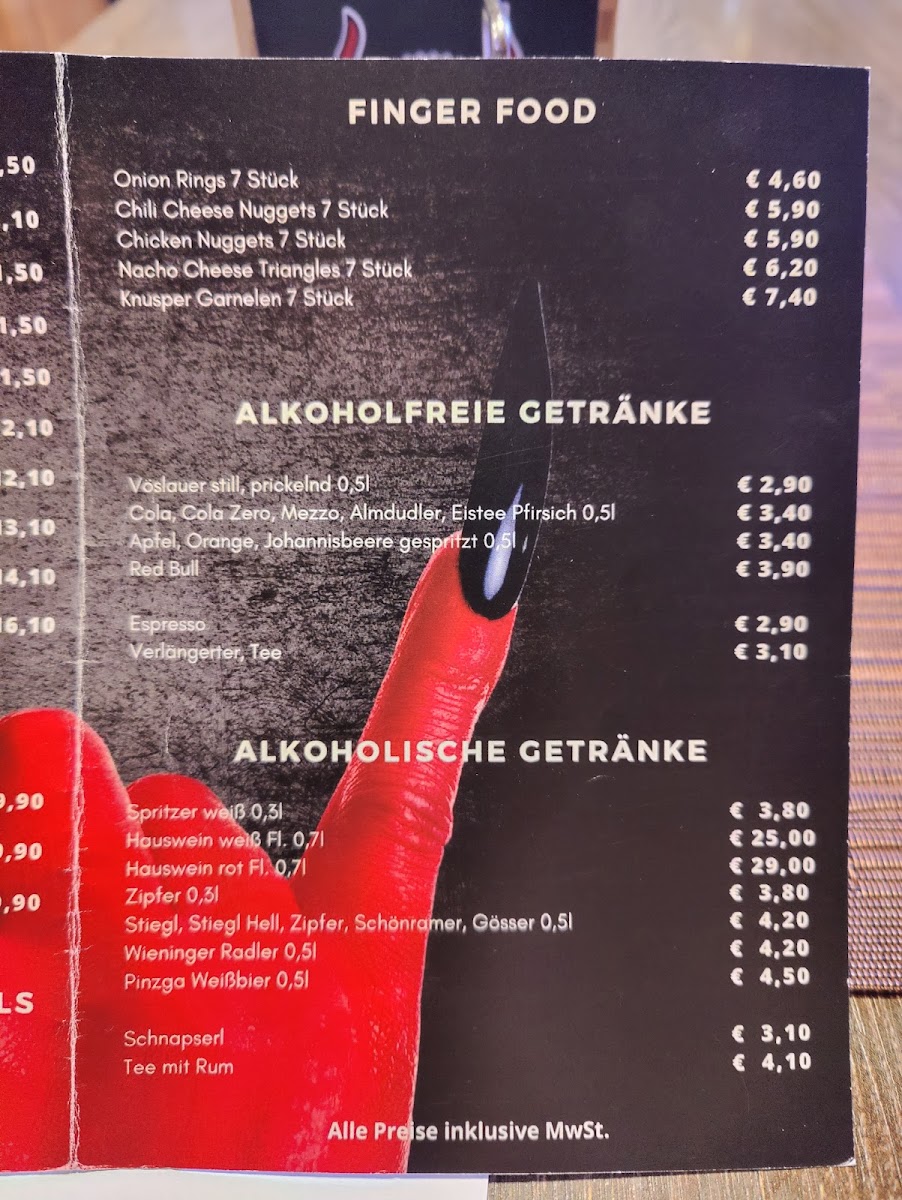 FINGER FOOD
Onion Rings 7 Stück € 4,60
Chili Cheese Nuggets 7 Stück € 5,90
Chicken Nuggets 7 Stück € 5,90
Nacho Cheese Triangles 7 Stück € 6,20
Knusper Garnelen 7 Stück € 7,40
ALKOHOLFREIE GETRÄNKE
Vöslauer still, prickelnd 0,5l € 2,90
Cola, Cola Zero, Mezzo, Almdudler, Eistee Pfirsich 0,5l € 3,40
Apfel, Orange, Johannisbeere gespritzt 0,5l € 3,40
Red Bull € 3,90
Espresso € 2,90
Verlängerter, Tee € 3,10
ALKOHOLISCHE GETRÄNKE
Spritzer weiß 0,3l € 3,80
Hauswein weiß Fl. 0,7l € 25,00
Hauswein rot Fl. 0,7l € 29,00
Zipfer 0,3l € 3,80
Stiegl, Stiegl Hell, Zipfer, Schönramer, Gösser 0,5l € 4,20
Wieninger Radler 0,5l € 4,20
Pinzga Weißbier 0,5l € 4,50
Schnapserl € 3,10
Tee mit Rum € 4,10
Alle Preise inklusive MwSt.